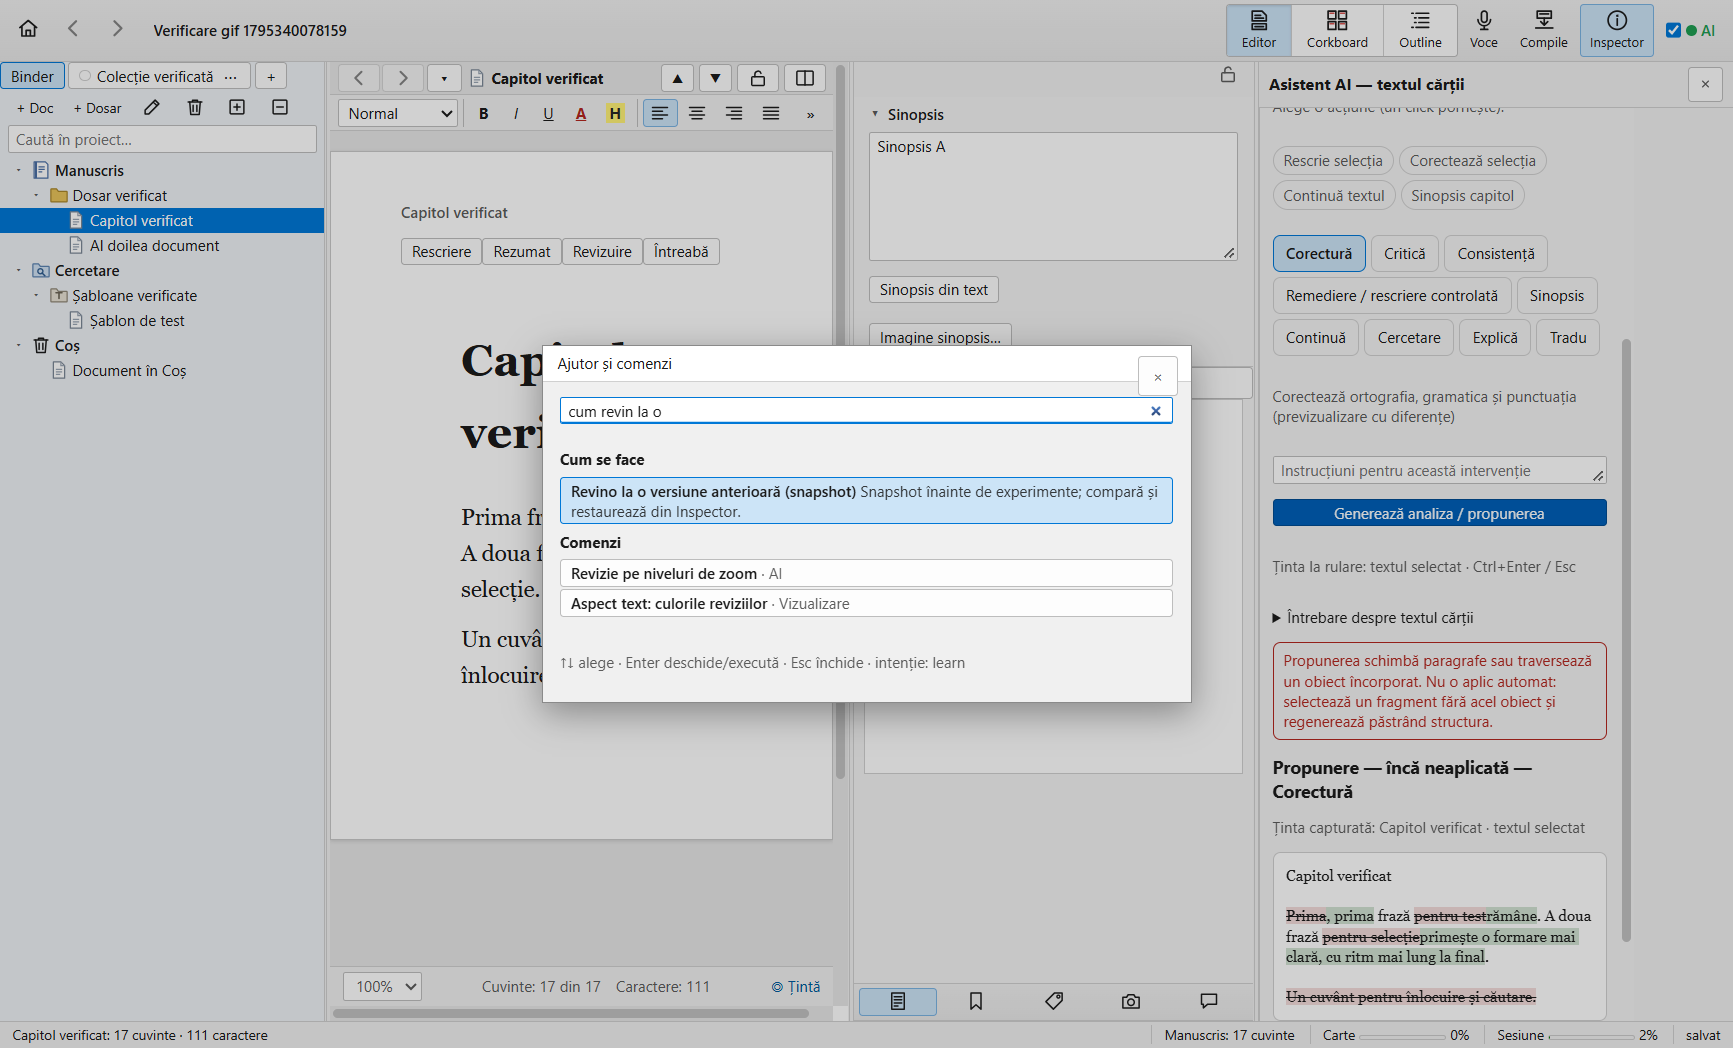 Verificare gif 1795340078159
Editor
Corkboard
Outline
Voce
Compile
Inspector
AI
Binder
Colecție verificată ...
+
+ Doc
+ Dosar
Caută în proiect...
Manuscris
Dosar verificat
Capitol verificat
Al doilea document
Cercetare
Șabloane verificate
Șablon de test
Coș
Document în Coș
Capitol verificat
Normal
B
I
U
A
H
»
Capitol verificat
Rescriere
Rezumat
Revizuire
Întreabă
Cap
veri
Prima fr
A doua f
selecție.
Un cuvâ
înlocuire
100%
Cuvinte: 17 din 17
Caractere: 111
Țintă
Sinopsis
Sinopsis A
Sinopsis din text
Imagine sinopsis...
Ajutor și comenzi
×
cum revin la o
Cum se face
Revino la o versiune anterioară (snapshot) Snapshot înainte de experimente; compară și
restaurează din Inspector.
Comenzi
Revizie pe niveluri de zoom · AI
Aspect text: culorile reviziilor · Vizualizare
↑↓ alege · Enter deschide/execută · Esc închide · intenție: learn
Asistent AI — textul cărții
×
Alege o acțiune (un click pornește).
Rescrie selecția
Corectează selecția
Continuă textul
Sinopsis capitol
Corectură
Critică
Consistență
Remediere / rescriere controlată
Sinopsis
Continuă
Cercetare
Explică
Tradu
Corectează ortografia, gramatica și punctuația
(previzualizare cu diferențe)
Instrucțiuni pentru această intervenție
Generează analiza / propunerea
Ținta la rulare: textul selectat · Ctrl+Enter / Esc
Întrebare despre textul cărții
Propunerea schimbă paragrafe sau traversează
un obiect încorporat. Nu o aplic automat:
selectează un fragment fără acel obiect și
regenerează păstrând structura.
Propunere — încă neaplicată —
Corectură
Ținta capturată: Capitol verificat · textul selectat
Capitol verificat
Prima, prima frază pentru testrămâne. A doua
frază pentru selecțieprimește o formare mai
clară, cu ritm mai lung la final.
Un cuvânt pentru înlocuire și căutare.
Capitol verificat: 17 cuvinte · 111 caractere
Manuscris: 17 cuvinte
Carte
0%
Sesiune
2%
salvat